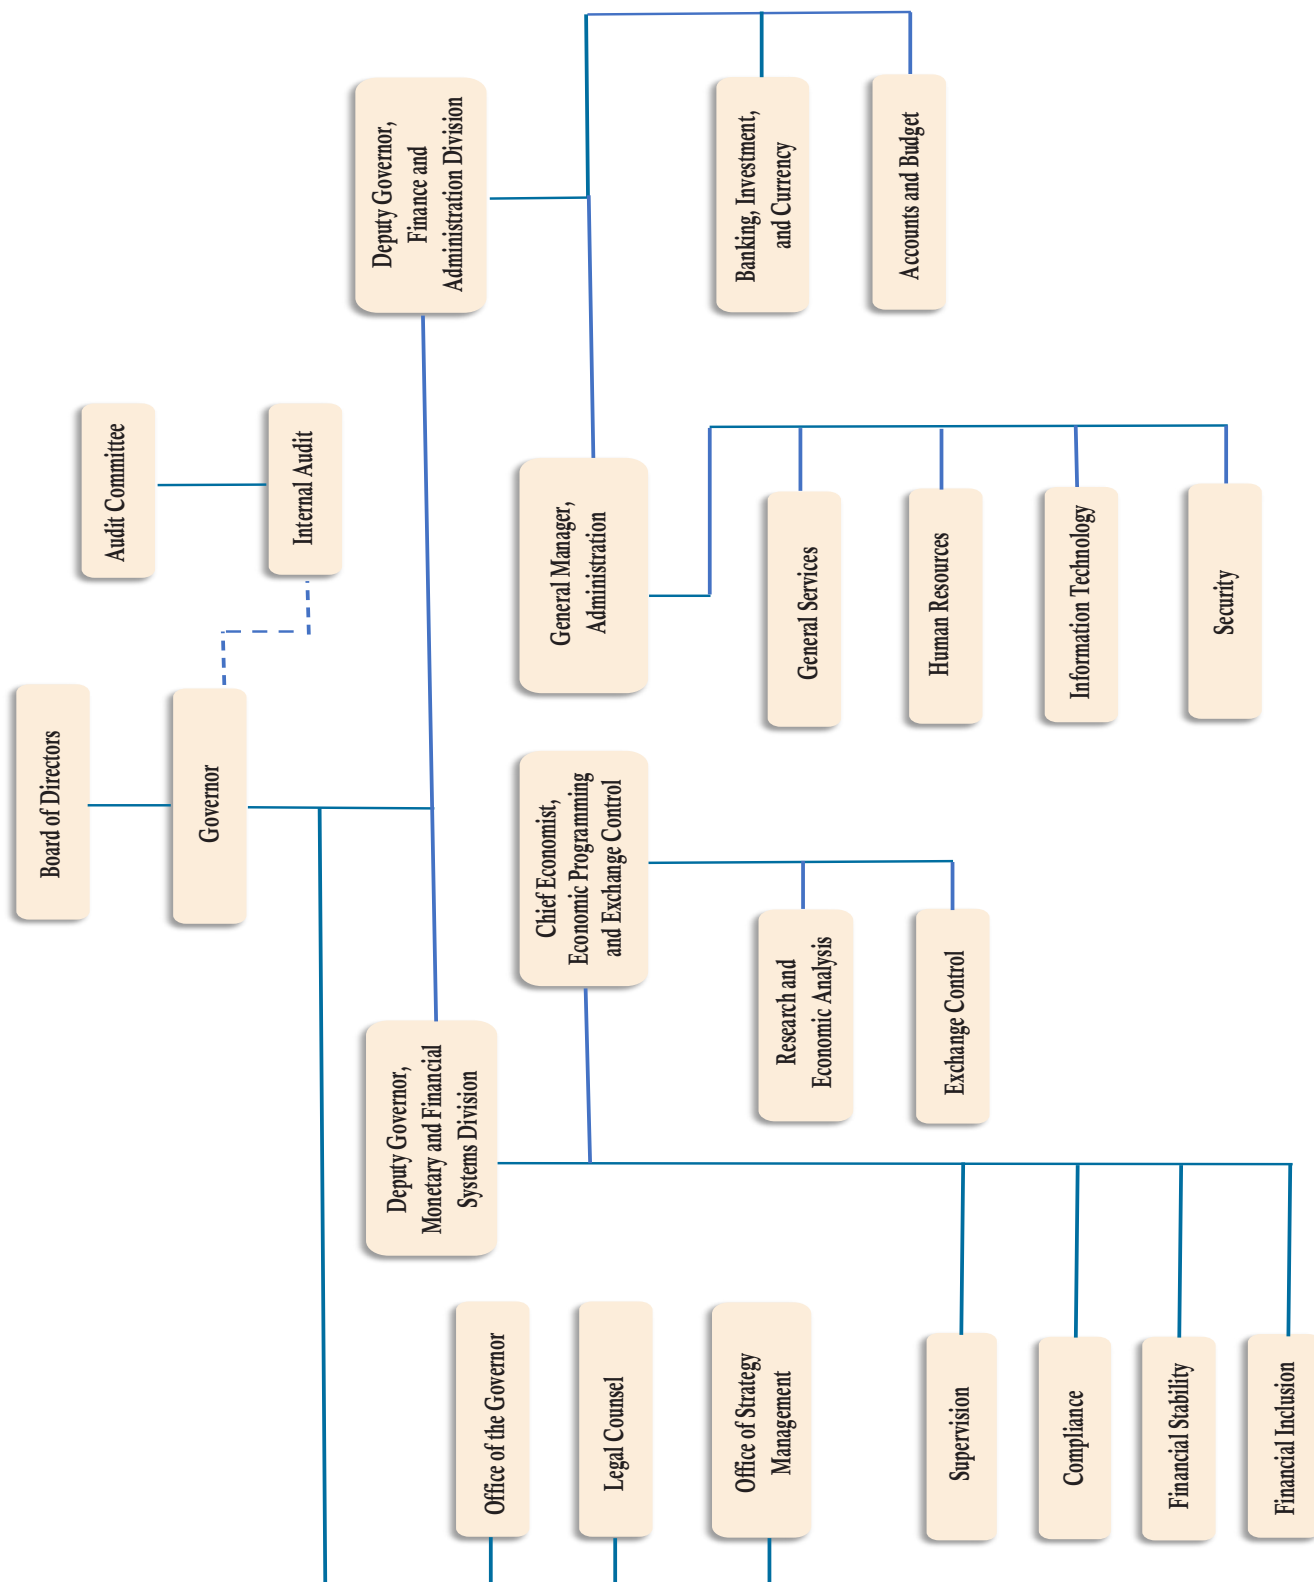 Board of Directors
Governor
Audit Committee
Internal Audit
Deputy Governor,
Monetary and Financial
Systems Division
Deputy Governor,
Finance and
Administration Division
Office of the Governor
Legal Counsel
Office of Strategy
Management
Chief Economist,
Economic Programming
and Exchange Control
General Manager,
Administration
Research and
Economic Analysis
Exchange Control
General Services
Human Resources
Information Technology
Security
Banking, Investment,
and Currency
Accounts and Budget
Supervision
Compliance
Financial Stability
Financial Inclusion